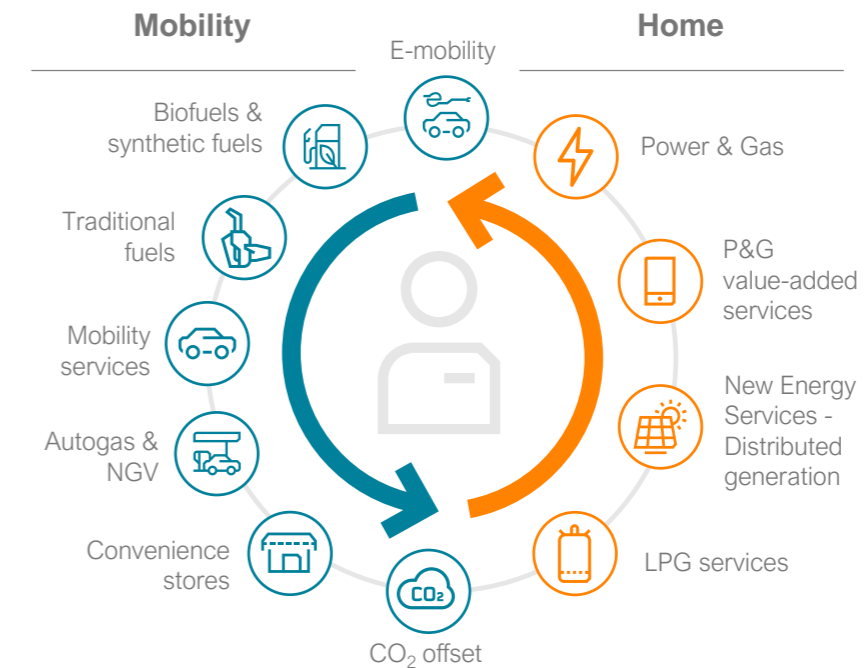 Mobility
Home
E-mobility
Biofuels &
synthetic fuels
Power & Gas
Traditional
fuels
P&G
value-added
services
Mobility
services
New Energy
Services -
Distributed
generation
Autogas &
NGV
Convenience
stores
LPG services
CO₂
CO₂ offset